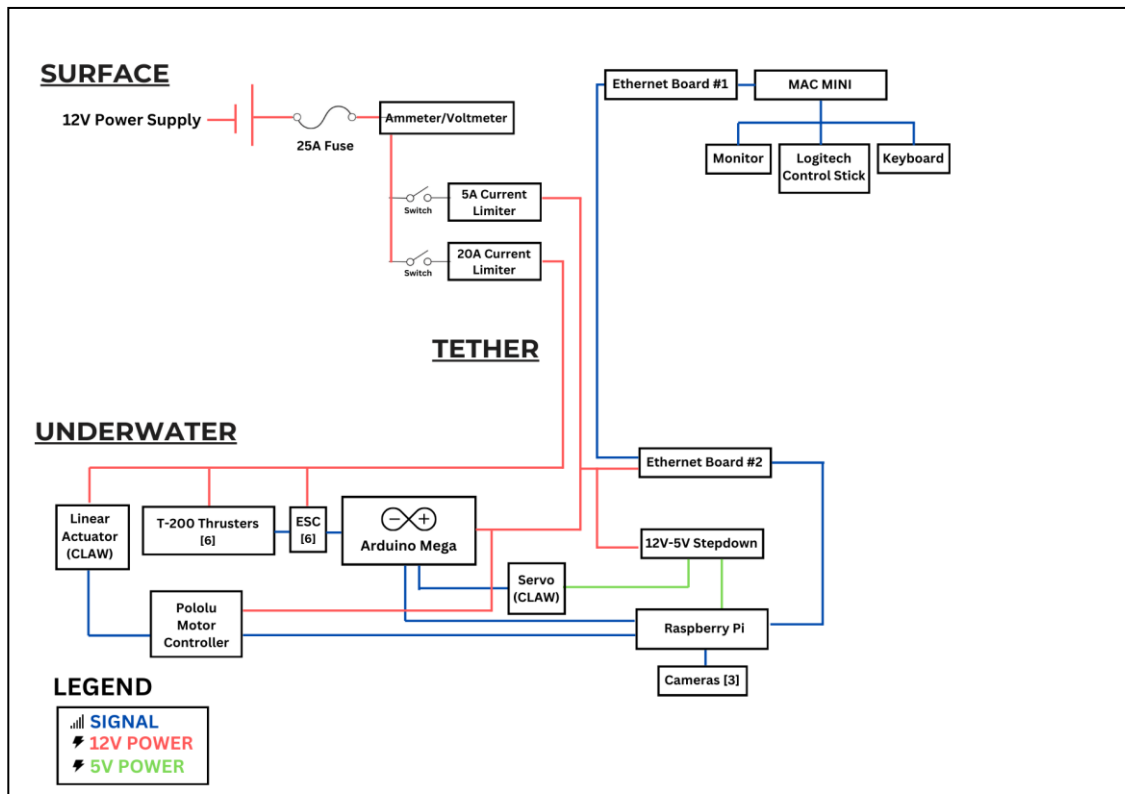 SURFACE
12V Power Supply
25A Fuse
Ammeter/Voltmeter
Switch
5A Current
Limiter
Switch
20A Current
Limiter
Ethernet Board #1
MAC MINI
Monitor
Logitech
Control Stick
Keyboard
TETHER
UNDERWATER
Ethernet Board #2
Linear
Actuator
(CLAW)
T-200 Thrusters
[6]
ESC
[6]
Arduino Mega
12V-5V Stepdown
Servo
(CLAW)
Pololu
Motor
Controller
Raspberry Pi
Cameras [3]
LEGEND
SIGNAL
12V POWER
5V POWER